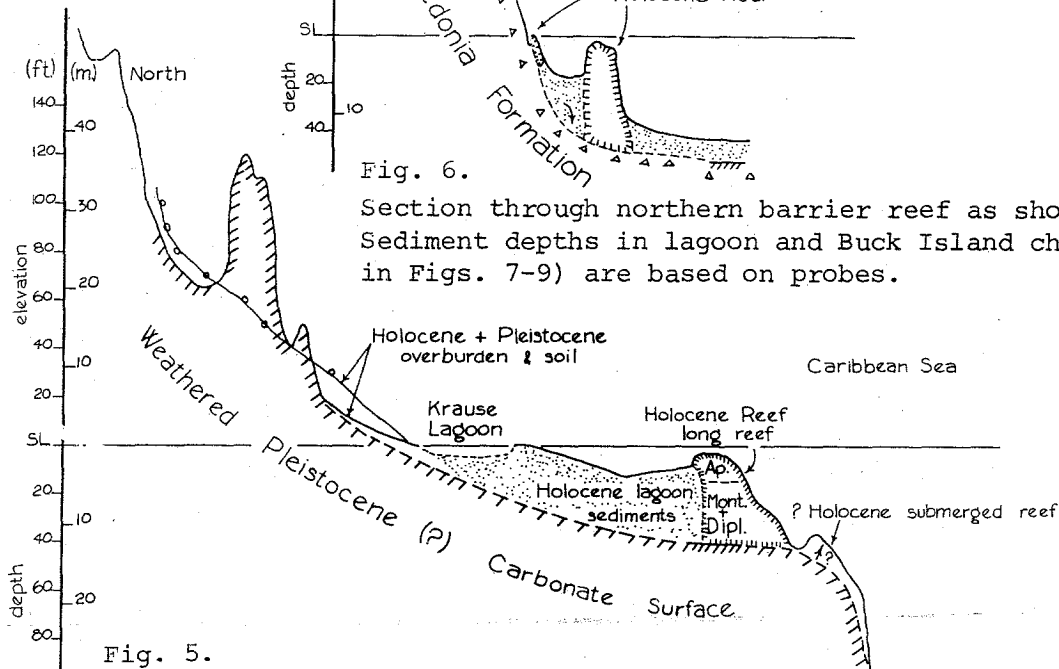 SL
depth
20
40
10
Formation
Fig. 6.
Section through northern barrier reef as
Sediment depths in lagoon and Buck Island
in Figs. 7-9) are based on probes.
(ft) (m)
North
140
40
120
100
30
80
20
60
40
10
20
SL
20
10
40
60
20
80
elevation
depth
Holocene + Pleistocene
overburden & soil
Caribbean Sea
Krause
Lagoon
Holocene Reef
long reef
Ap.
Mont.
+
Dipl.
Holocene lagoon
sediments
? Holocene submerged reef
?
Weathered Pleistocene (?) Carbonate Surface
Fig. 5.